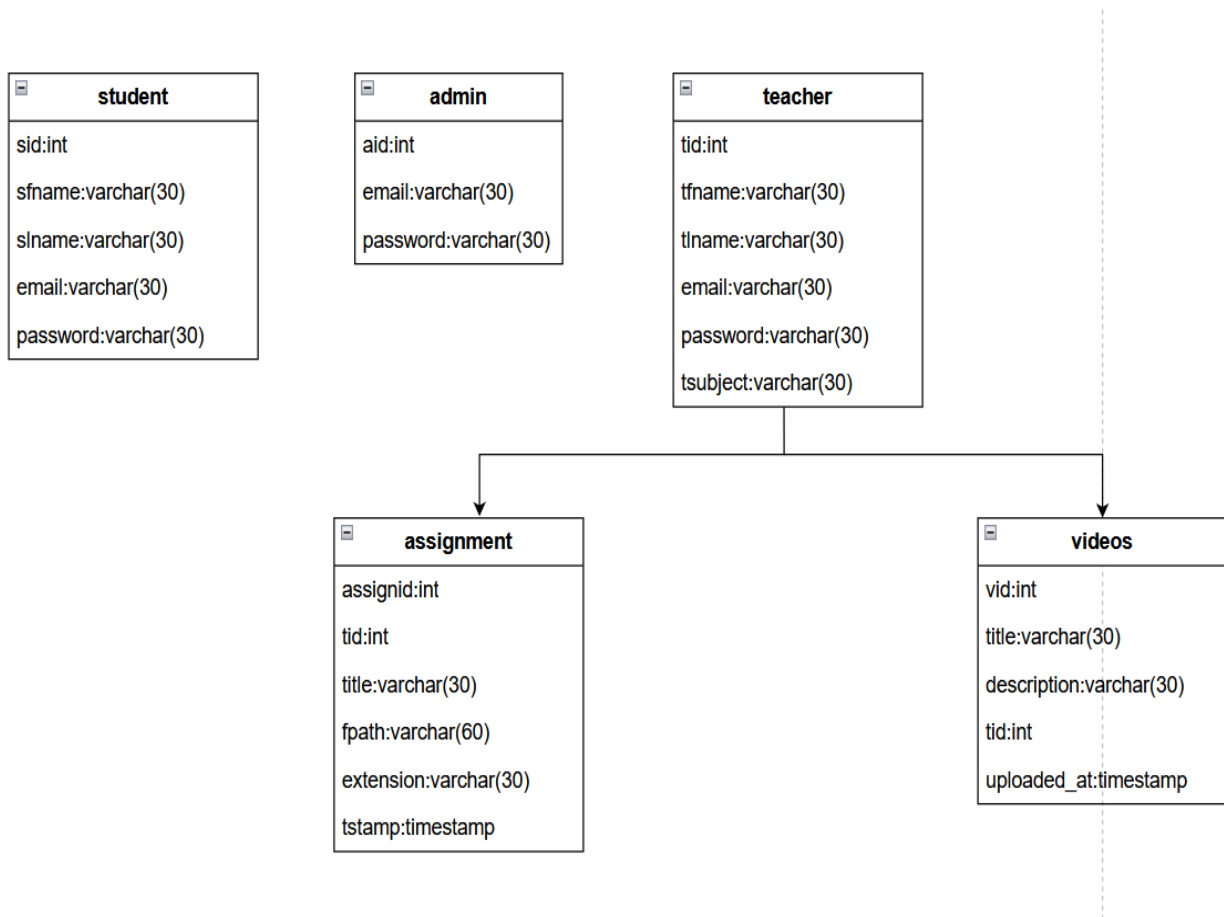 student
sid:int
sfname:varchar(30)
slname:varchar(30)
email:varchar(30)
password:varchar(30)
admin
aid:int
email:varchar(30)
password:varchar(30)
teacher
tid:int
tfname:varchar(30)
tlname:varchar(30)
email:varchar(30)
password:varchar(30)
tsubject:varchar(30)
assignment
assignid:int
tid:int
title:varchar(30)
fpath:varchar(60)
extension:varchar(30)
tstamp:timestamp
videos
vid:int
title:varchar(30)
description:varchar(30)
tid:int
uploaded_at:timestamp